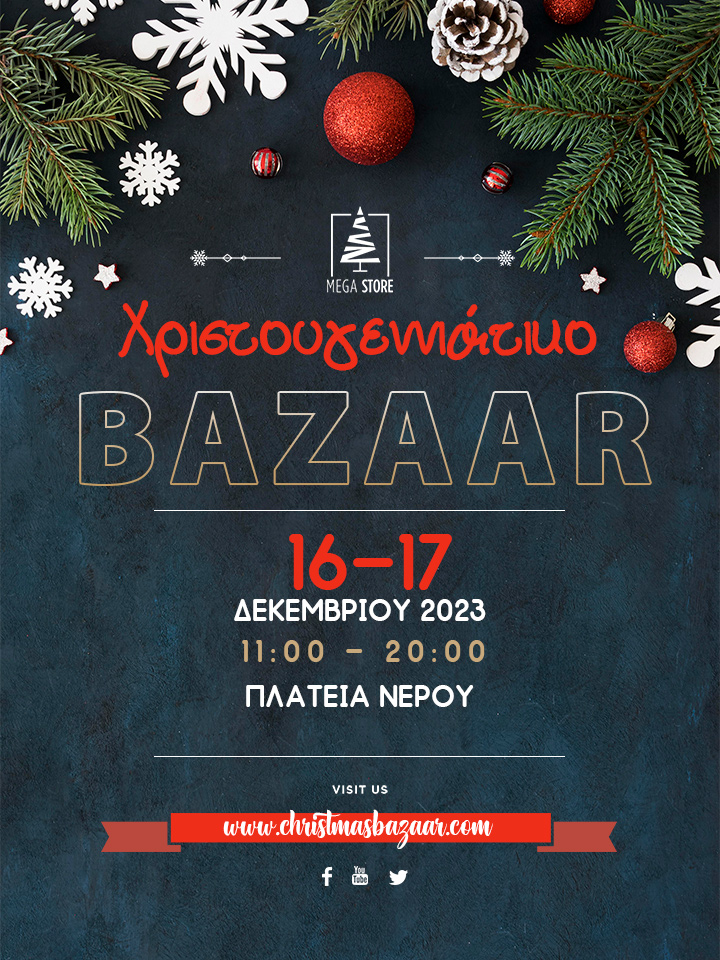 MEGA STORE
Χριστουγεννιάτικο
BAZAAR
16–17
ΔΕΚΕΜΒΡΙΟΥ 2023
11:00 – 20:00
ΠΛΑΤΕΙΑ ΝΕΡΟΥ
VISIT US
www.christmasbazaar.com
You Tube